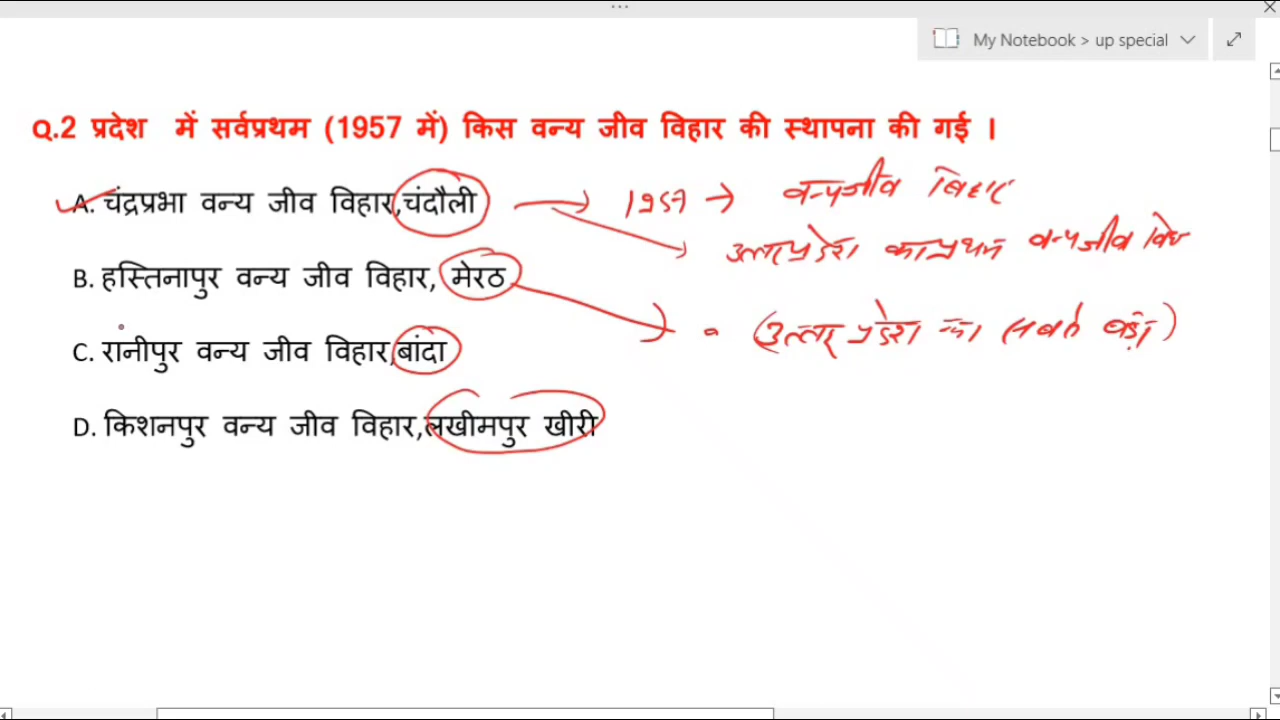 My Notebook > up special
Q.2 प्रदेश में सर्वप्रथम (1957 में) किस वन्य जीव विहार की स्थापना की गई ।
A. चंद्रप्रभा वन्य जीव विहार,चंदौली
1957 → वन्यजीव विहार
उत्तरप्रदेश का प्रथम वन्यजीव विह
B. हस्तिनापुर वन्य जीव विहार, मेरठ
(उत्तर प्रदेश का सबसे बड़ा)
C. रानीपुर वन्य जीव विहार,बांदा
D. किशनपुर वन्य जीव विहार,लखीमपुर खीरी